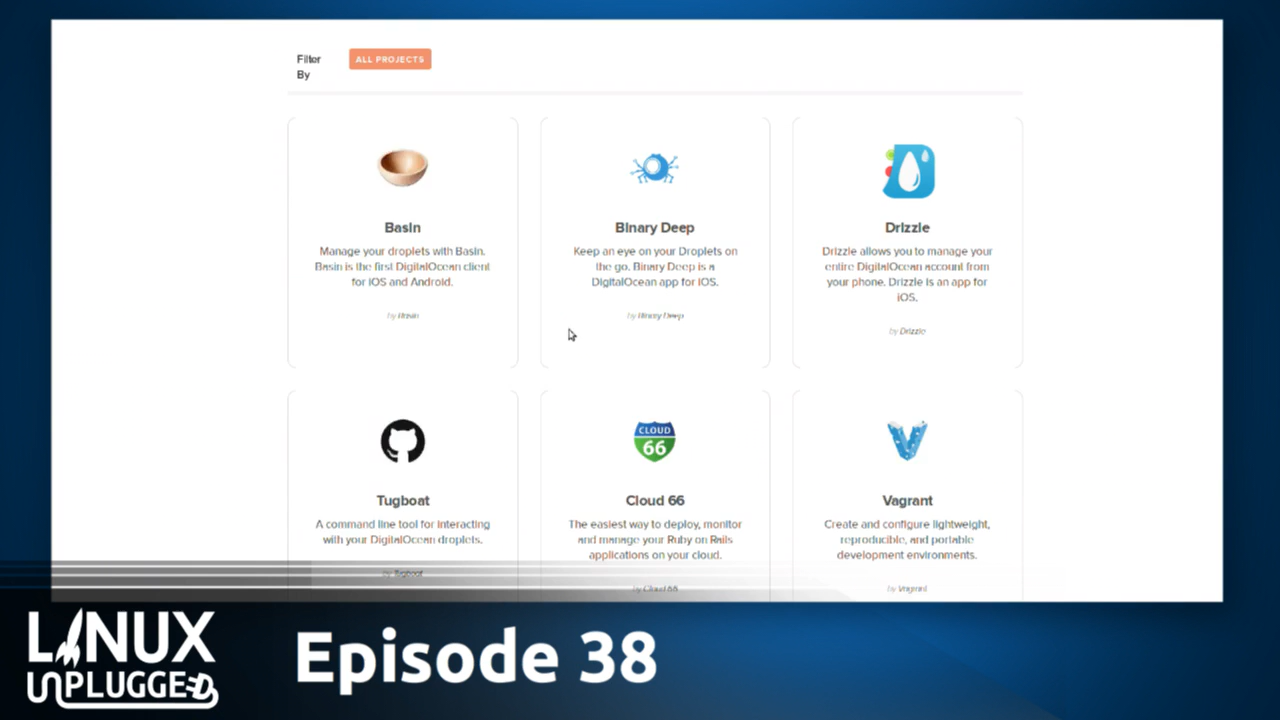 Filter
By
ALL PROJECTS
Basin
Manage your droplets with Basin.
Basin is the first DigitalOcean client
for iOS and Android.
by Basin
Binary Deep
Keep an eye on your Droplets on
the go. Binary Deep is a
DigitalOcean app for iOS.
by Binary Deep
Drizzle
Drizzle allows you to manage your
entire DigitalOcean account from
your phone. Drizzle is an app for
iOS.
by Drizzle
Tugboat
A command line tool for interacting
with your DigitalOcean droplets.
by Tugboat
CLOUD
66
Cloud 66
The easiest way to deploy, monitor
and manage your Ruby on Rails
applications on your cloud.
by Cloud 66
V
Vagrant
Create and configure lightweight,
reproducible, and portable
development environments.
by Vagrant
LINUX
UNPLUGGED
Episode 38